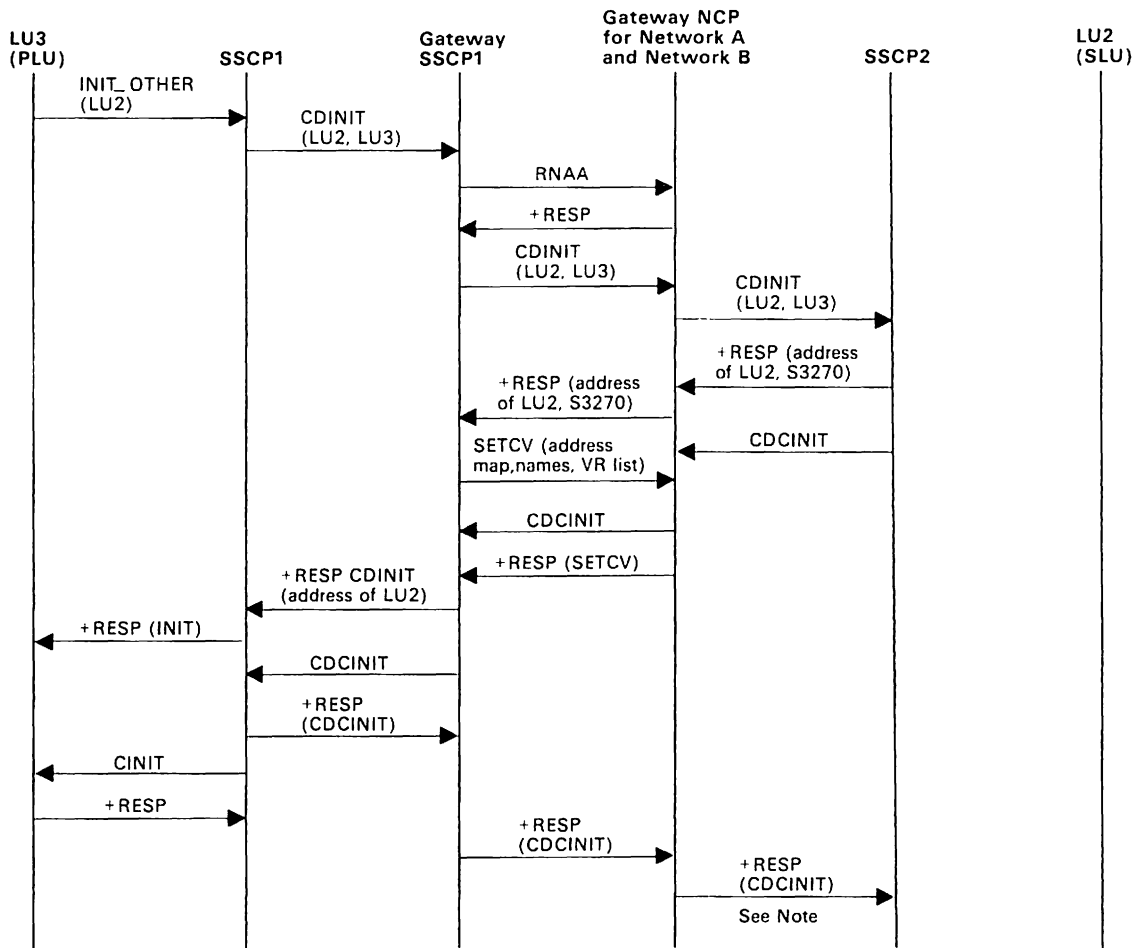 LU3
(PLU)
SSCP1
Gateway
SSCP1
Gateway NCP
for Network A
and Network B
SSCP2
LU2
(SLU)
INIT_OTHER
(LU2)
CDINIT
(LU2, LU3)
RNAA
+RESP
CDINIT
(LU2, LU3)
CDINIT
(LU2, LU3)
+RESP (address
of LU2, S3270)
+RESP (address
of LU2, S3270)
CDCINIT
SETCV (address
map,names, VR list)
CDCINIT
+RESP (SETCV)
+RESP CDINIT
(address of LU2)
+RESP (INIT)
CDCINIT
+RESP
(CDCINIT)
CINIT
+RESP
+RESP
(CDCINIT)
+RESP
(CDCINIT)
See Note